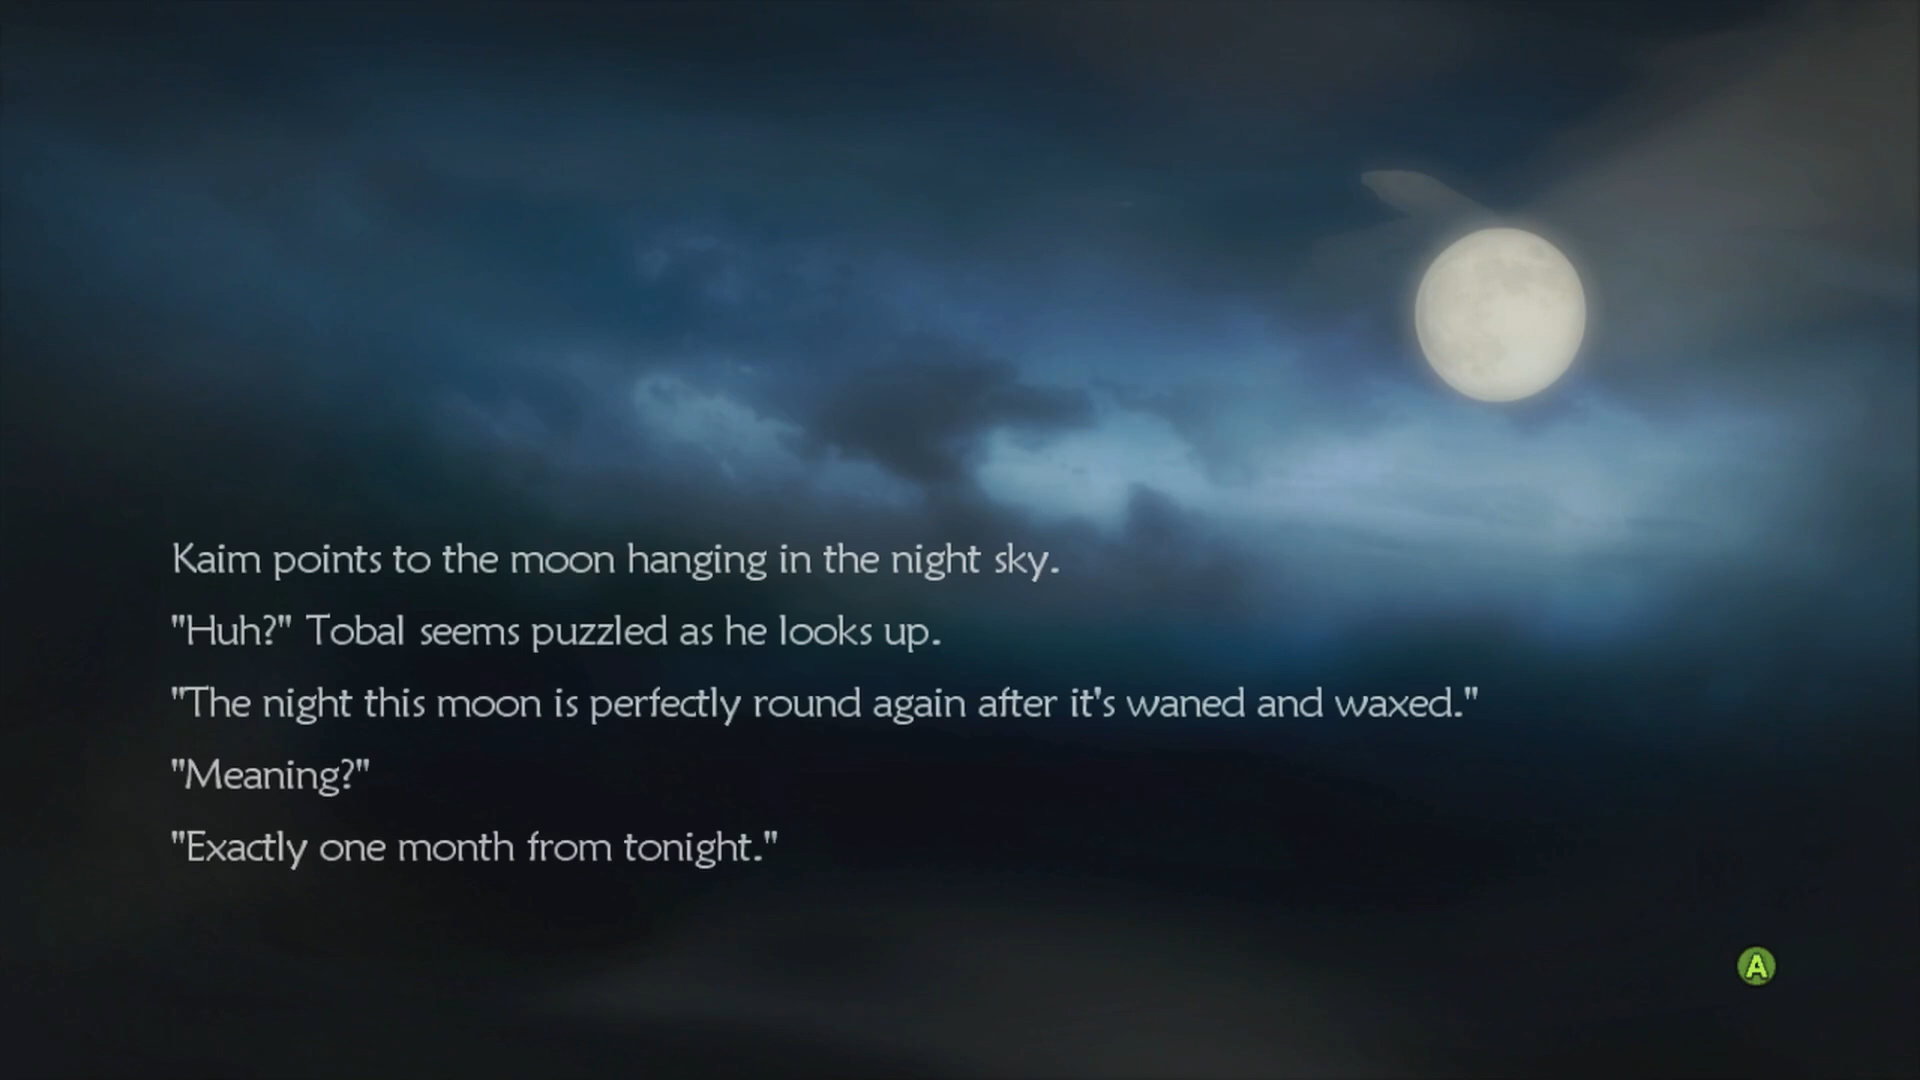 Kaim points to the moon hanging in the night sky.
"Huh?" Tobal seems puzzled as he looks up.
"The night this moon is perfectly round again after it's waned and waxed."
"Meaning?"
"Exactly one month from tonight."
A